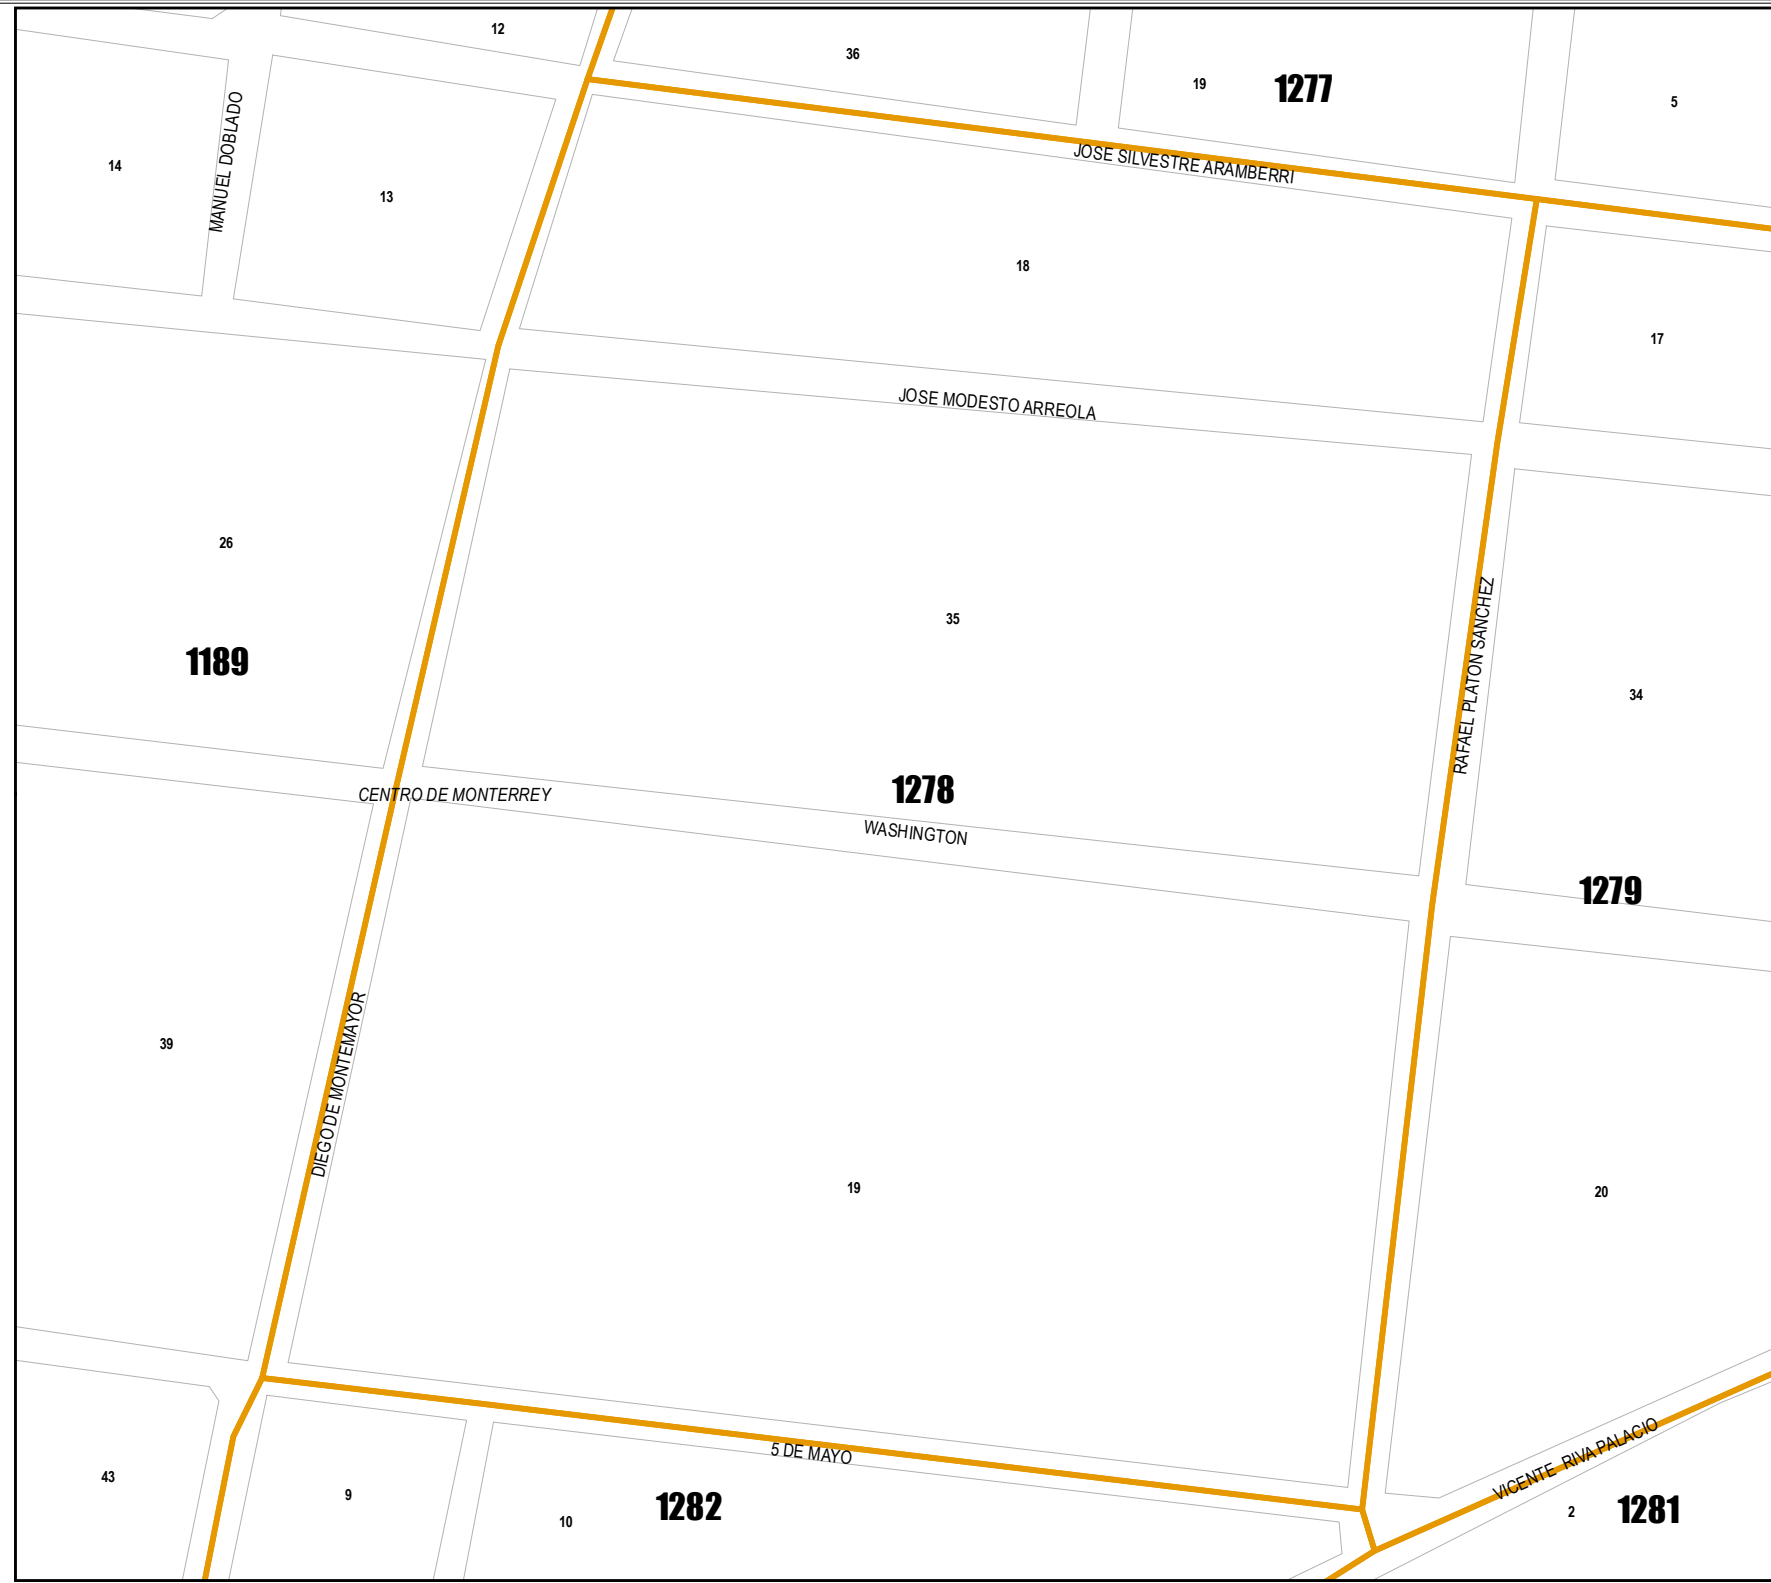 12
36
19
1277
5
MANUEL DOBLADO
14
13
JOSE SILVESTRE ARAMBERRI
18
17
JOSE MODESTO ARREOLA
26
35
RAFAEL PLATON SANCHEZ
1189
34
CENTRO DE MONTERREY
1278
WASHINGTON
1279
39
DIEGO DE MONTEMAYOR
19
20
5 DE MAYO
VICENTE RIVA PALACIO
43
9
10
1282
2
1281